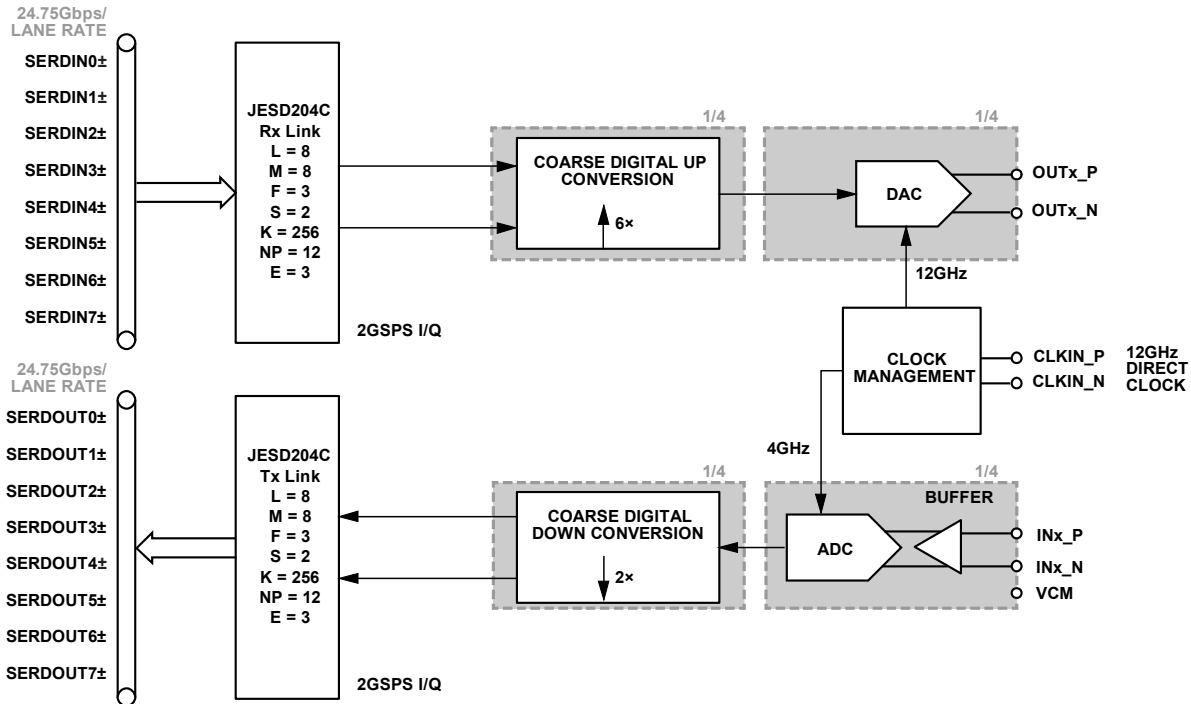 24.75Gbps/
LANE RATE
SERDIN0±
SERDIN1±
SERDIN2±
SERDIN3±
SERDIN4±
SERDIN5±
SERDIN6±
SERDIN7±
JESD204C
Rx Link
L = 8
M = 8
F = 3
S = 2
K = 256
NP = 12
E = 3
2GSPS I/Q
1/4
COARSE DIGITAL UP
CONVERSION
6×
1/4
DAC
OUTx_P
OUTx_N
12GHz
CLOCK
MANAGEMENT
CLKIN_P
CLKIN_N
12GHz
DIRECT
CLOCK
4GHz
24.75Gbps/
LANE RATE
SERDOUT0±
SERDOUT1±
SERDOUT2±
SERDOUT3±
SERDOUT4±
SERDOUT5±
SERDOUT6±
SERDOUT7±
JESD204C
Tx Link
L = 8
M = 8
F = 3
S = 2
K = 256
NP = 12
E = 3
2GSPS I/Q
1/4
COARSE DIGITAL
DOWN CONVERSION
2×
1/4
BUFFER
ADC
INx_P
INx_N
VCM